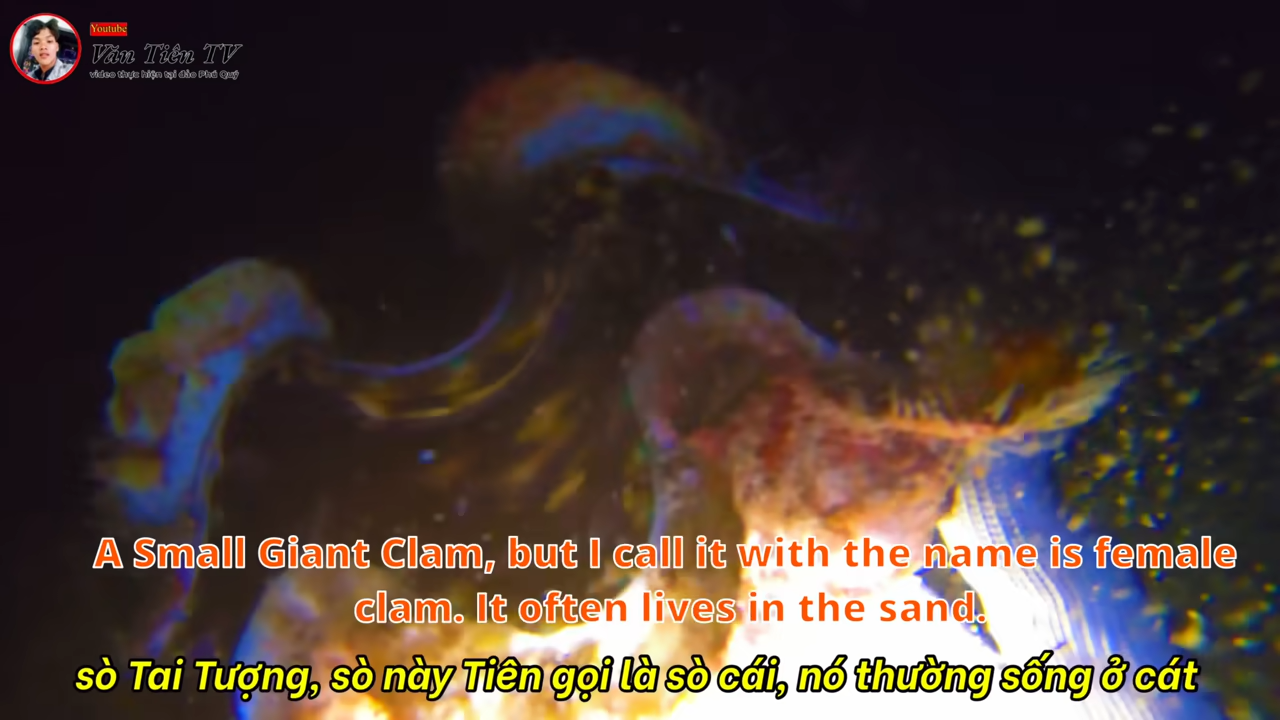 Youtube
Văn Tiên TV
video thực hiện tại đảo Phú Quý
A Small Giant Clam, but I call it with the name is female
clam. It often lives in the sand.
sò Tai Tượng, sò này Tiên gọi là sò cái, nó thường sống ở cát